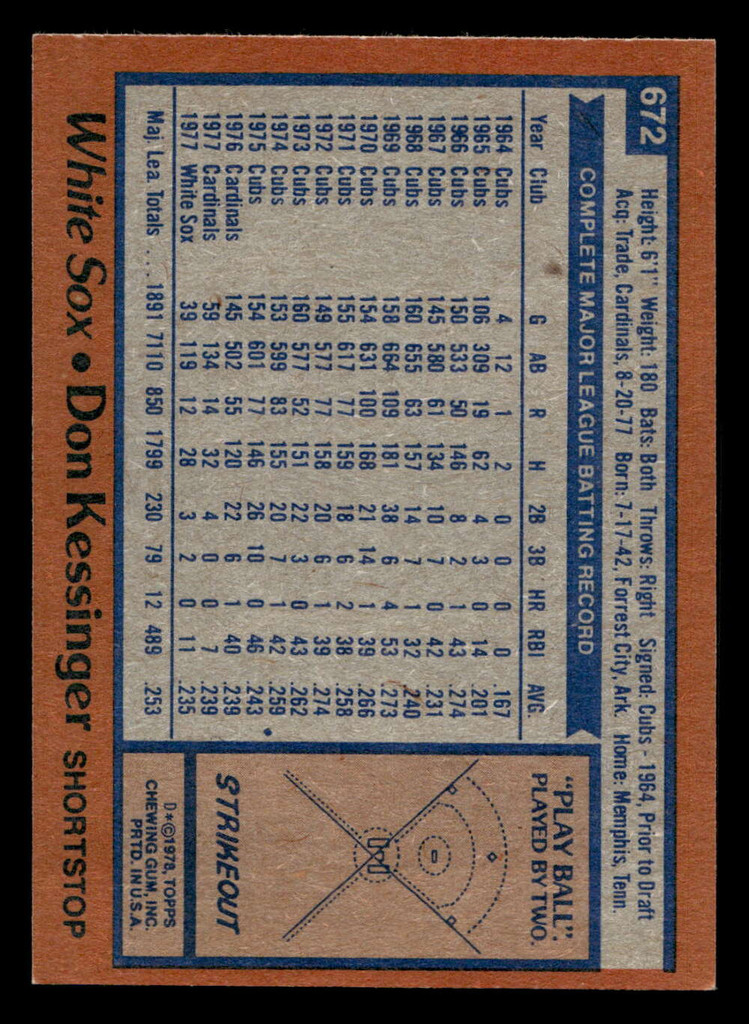 672
Height: 6'1" Weight: 180 Bats: Both Throws: Right Signed: Cubs - 1964, Prior to Draft
Acq: Trade, Cardinals, 8-20-77 Born: 7-17-42, Forrest City, Ark. Home: Memphis, Tenn.
COMPLETE MAJOR LEAGUE BATTING RECORD
Year Club G AB R H 2B 3B HR RBI AVG.
1964 Cubs 4 12 1 2 0 0 0 0 .167
1965 Cubs 106 309 19 62 4 3 0 14 .201
1966 Cubs 150 533 50 146 8 2 1 43 .274
1967 Cubs 145 580 61 134 10 7 0 42 .231
1968 Cubs 160 655 63 157 14 7 1 32 .240
1969 Cubs 158 664 109 181 38 6 4 53 .273
1970 Cubs 154 631 100 168 21 14 1 39 .266
1971 Cubs 155 617 77 159 18 6 2 38 .258
1972 Cubs 149 577 77 158 20 6 1 39 .274
1973 Cubs 160 577 52 151 22 3 0 43 .262
1974 Cubs 153 599 83 155 20 7 1 42 .259
1975 Cubs 154 601 77 146 26 10 0 46 .243
1976 Cardinals 145 502 55 120 22 6 1 40 .239
1977 Cardinals 59 134 14 32 4 0 0 7 .239
1977 White Sox 39 119 12 28 3 2 0 11 .235
Maj. Lea. Totals . . . 1891 7110 850 1799 230 79 12 489 .253
"PLAY BALL".
PLAYED BY TWO.
STRIKEOUT
D*©1978, TOPPS
CHEWING GUM, INC.
PRTD. IN U.S.A.
White Sox • Don Kessinger SHORTSTOP